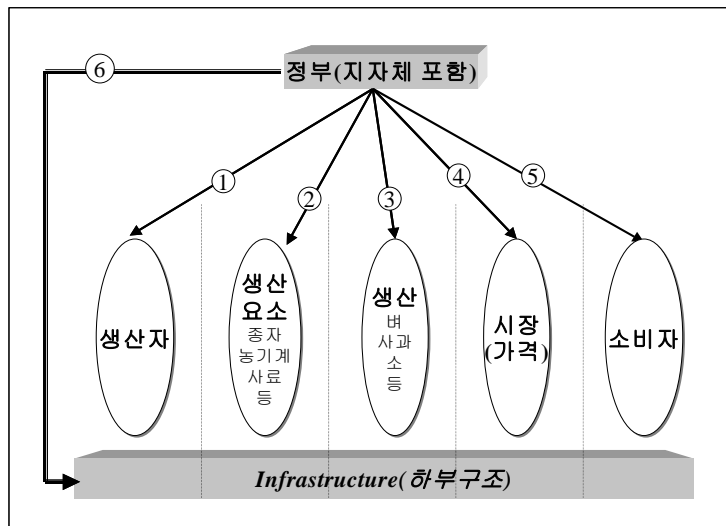 정부(지자체 포함)
⑥
①
②
③
④
⑤
생산자
생산
요소
종자
농기계
사료
등
생산
벼
사과
소
등
시장
(가격)
소비자
Infrastructure(하부구조)